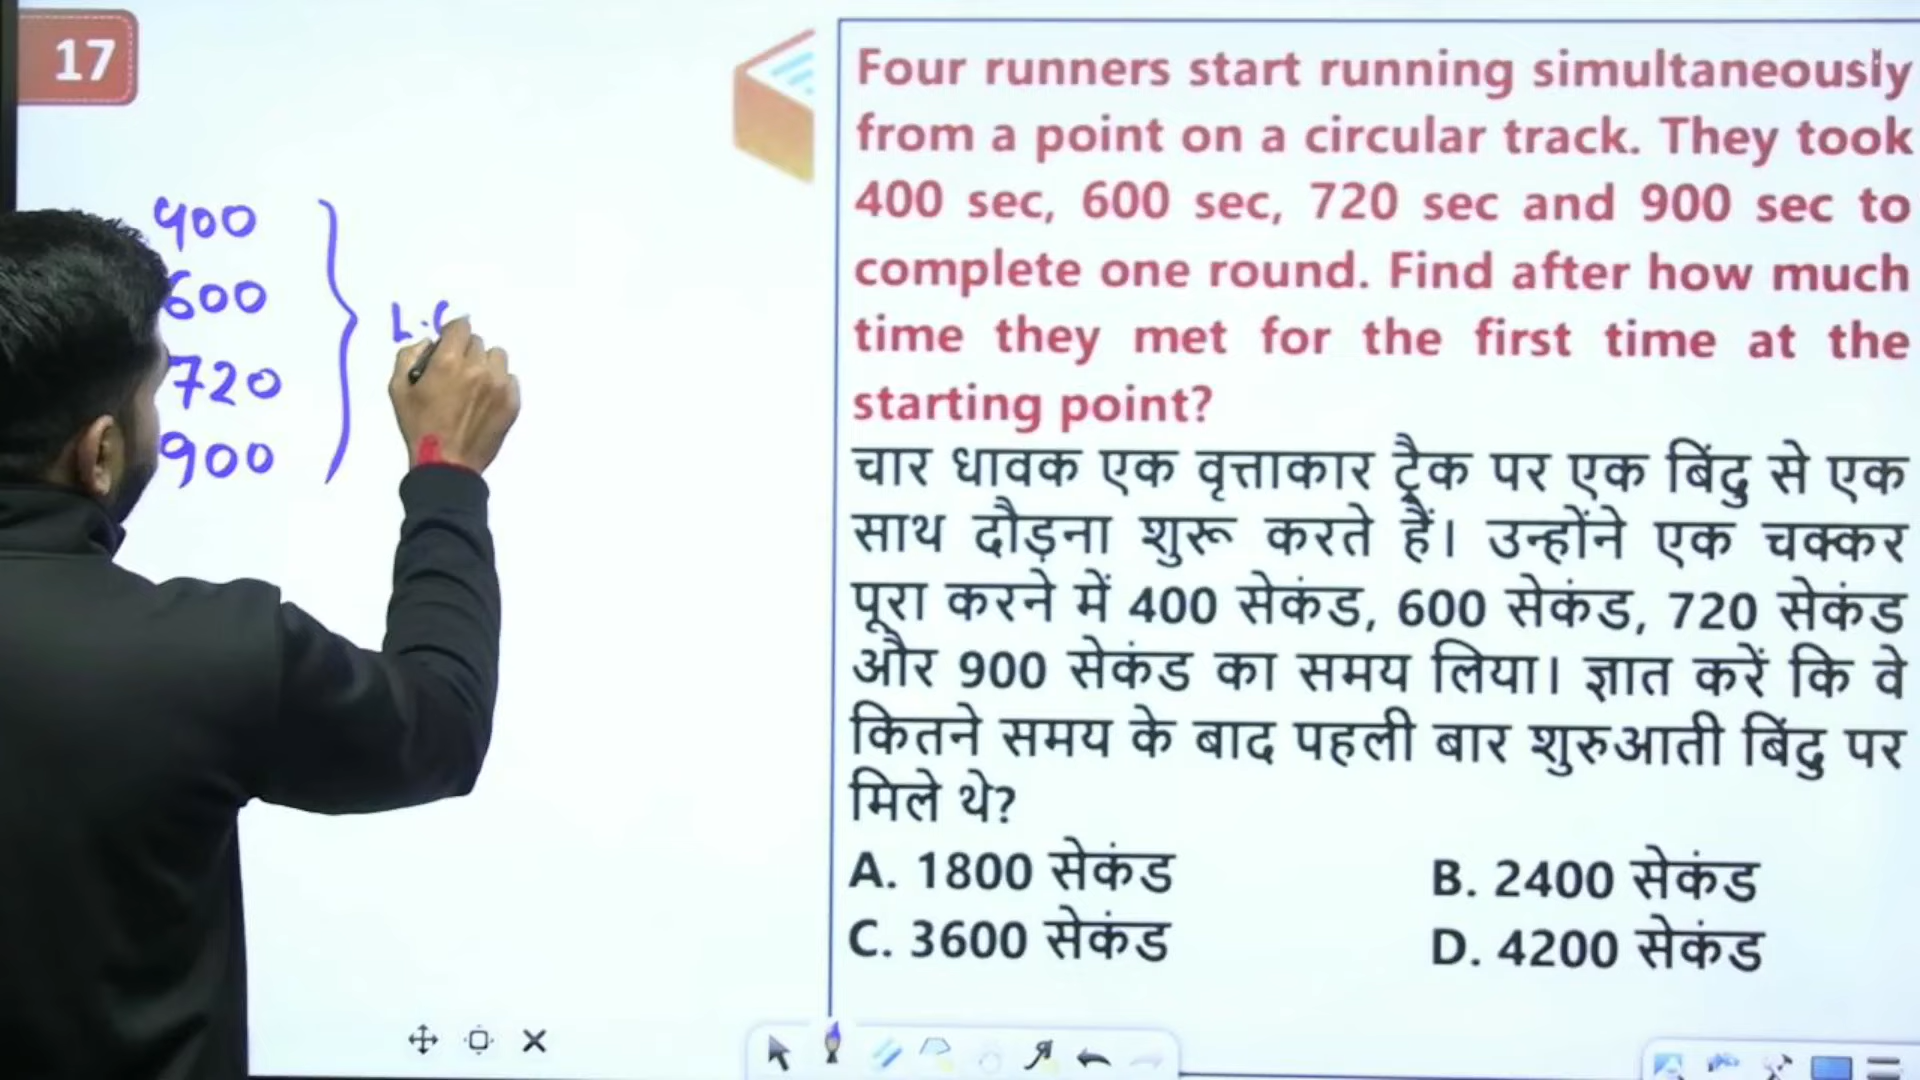 17
Four runners start running simultaneously
from a point on a circular track. They took
400 sec, 600 sec, 720 sec and 900 sec to
complete one round. Find after how much
time they met for the first time at the
starting point?
चार धावक एक वृत्ताकार ट्रैक पर एक बिंदु से एक
साथ दौड़ना शुरू करते हैं। उन्होंने एक चक्कर
पूरा करने में 400 सेकंड, 600 सेकंड, 720 सेकंड
और 900 सेकंड का समय लिया। ज्ञात करें कि वे
कितने समय के बाद पहली बार शुरुआती बिंदु पर
मिले थे?
A. 1800 सेकंड
B. 2400 सेकंड
C. 3600 सेकंड
D. 4200 सेकंड
400
600
720
900
L.C